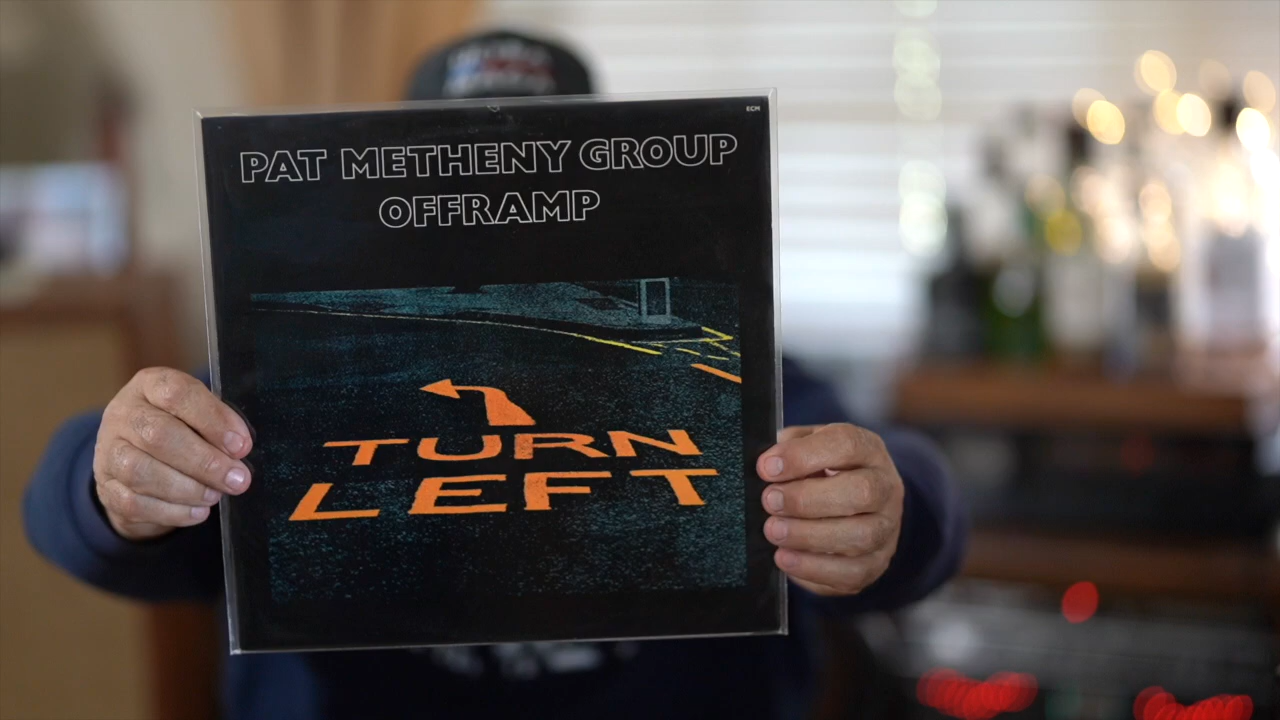 ECM
PAT METHENY GROUP
OFFRAMP
TURN
LEFT